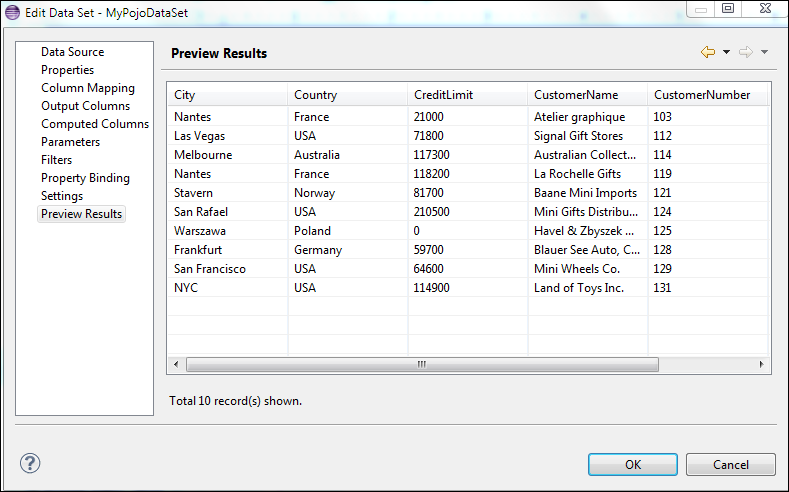 Edit Data Set - MyPojoDataSet
Data Source
Properties
Column Mapping
Output Columns
Computed Columns
Parameters
Filters
Property Binding
Settings
Preview Results
Preview Results
City Country CreditLimit CustomerName CustomerNumber
Nantes France 21000 Atelier graphique 103
Las Vegas USA 71800 Signal Gift Stores 112
Melbourne Australia 117300 Australian Collect... 114
Nantes France 118200 La Rochelle Gifts 119
Stavern Norway 81700 Baane Mini Imports 121
San Rafael USA 210500 Mini Gifts Distribu... 124
Warszawa Poland 0 Havel & Zbyszek ... 125
Frankfurt Germany 59700 Blauer See Auto, C... 128
San Francisco USA 64600 Mini Wheels Co. 129
NYC USA 114900 Land of Toys Inc. 131
Total 10 record(s) shown.
?
OK Cancel